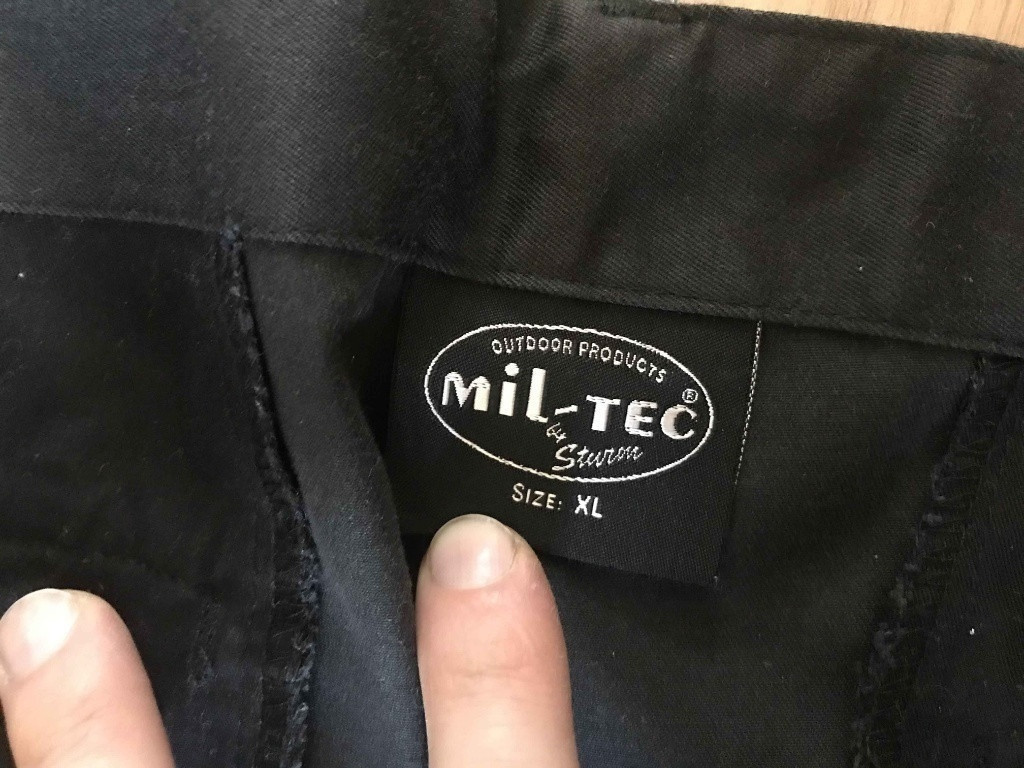 OUTDOOR PRODUCTS
MiL-TEC ®
by
Sturm
SIZE: XL